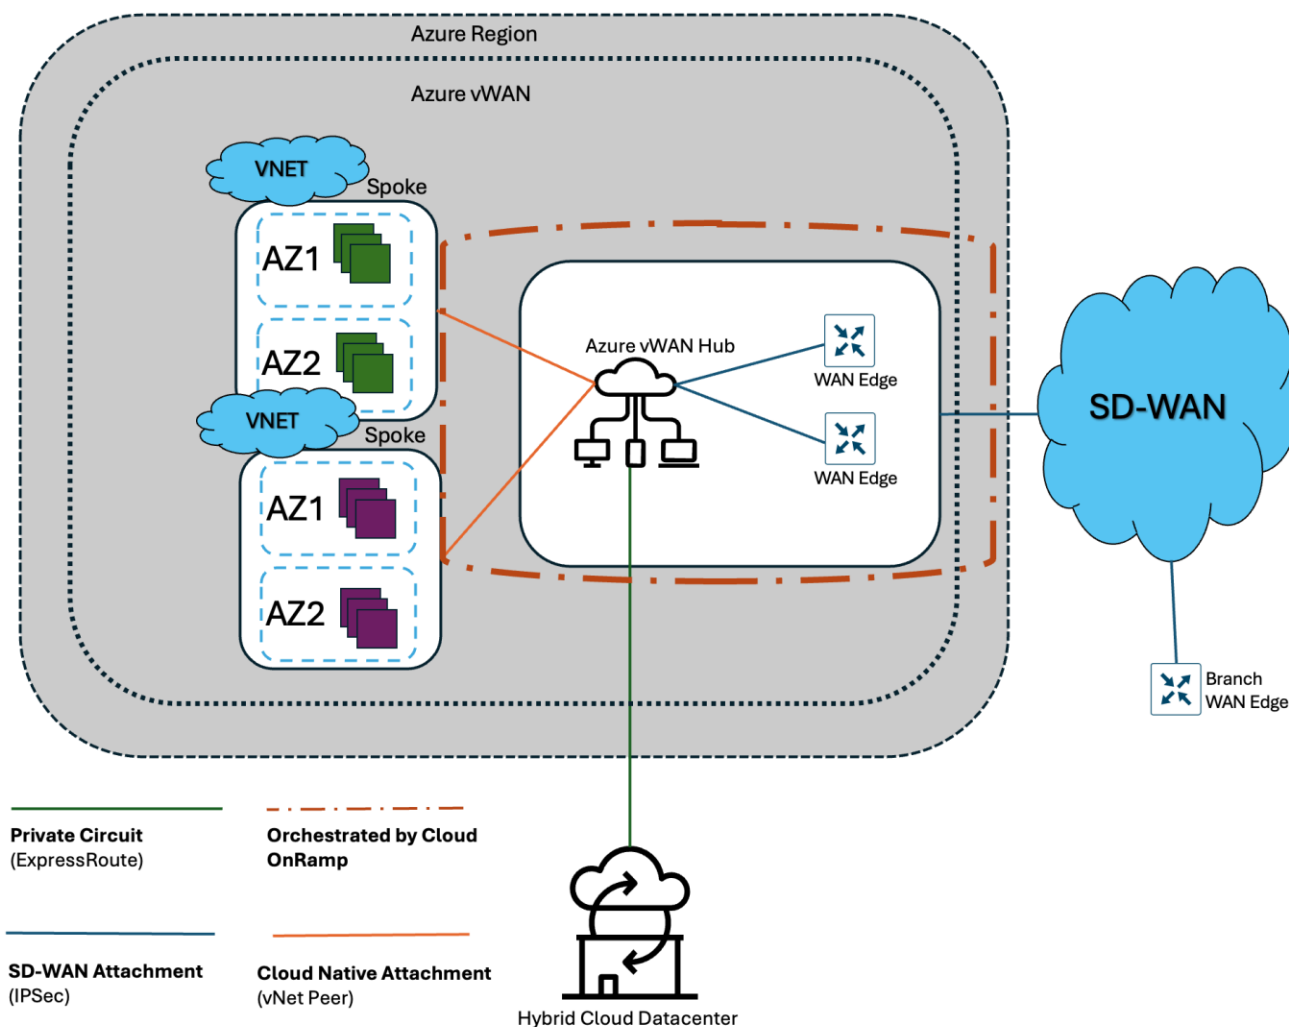 Azure Region
Azure vWAN
VNET
Spoke
AZ1
AZ2
VNET
Spoke
AZ1
AZ2
Azure vWAN Hub
WAN Edge
WAN Edge
SD-WAN
Branch
WAN Edge
Private Circuit
(ExpressRoute)
Orchestrated by Cloud
OnRamp
SD-WAN Attachment
(IPSec)
Cloud Native Attachment
(vNet Peer)
Hybrid Cloud Datacenter